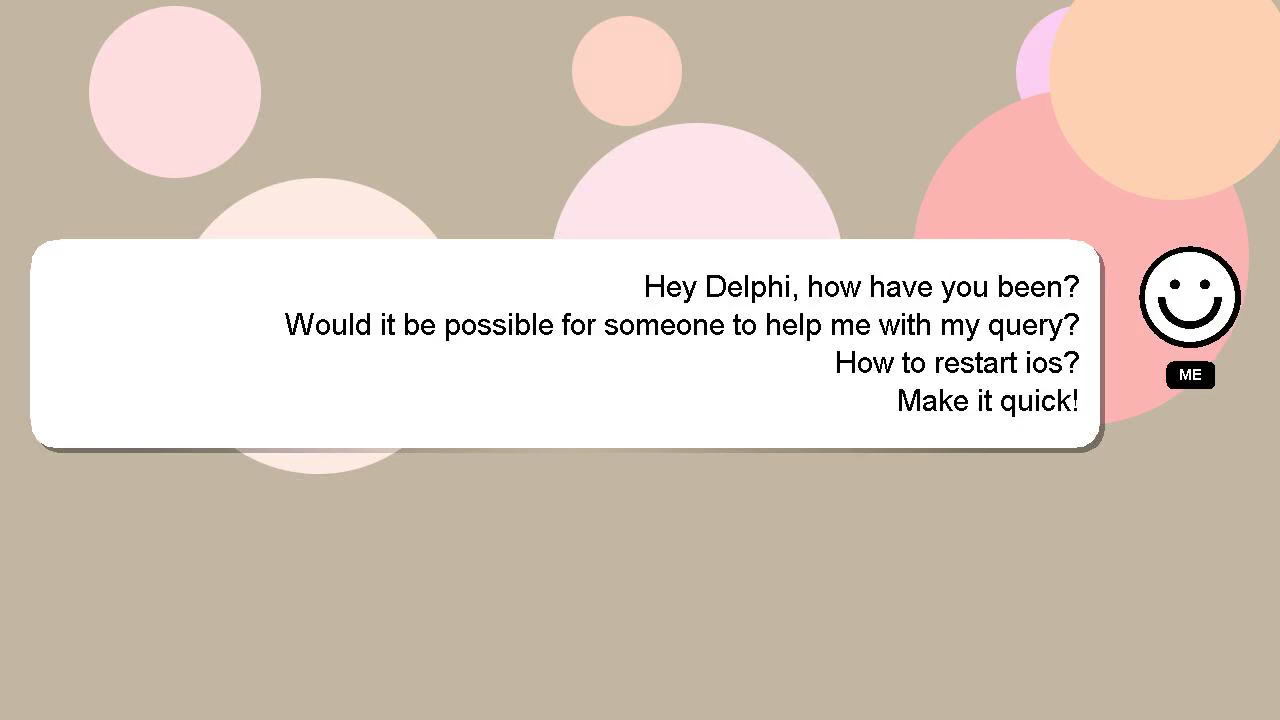 Hey Delphi, how have you been?
Would it be possible for someone to help me with my query?
How to restart ios?
Make it quick!
ME